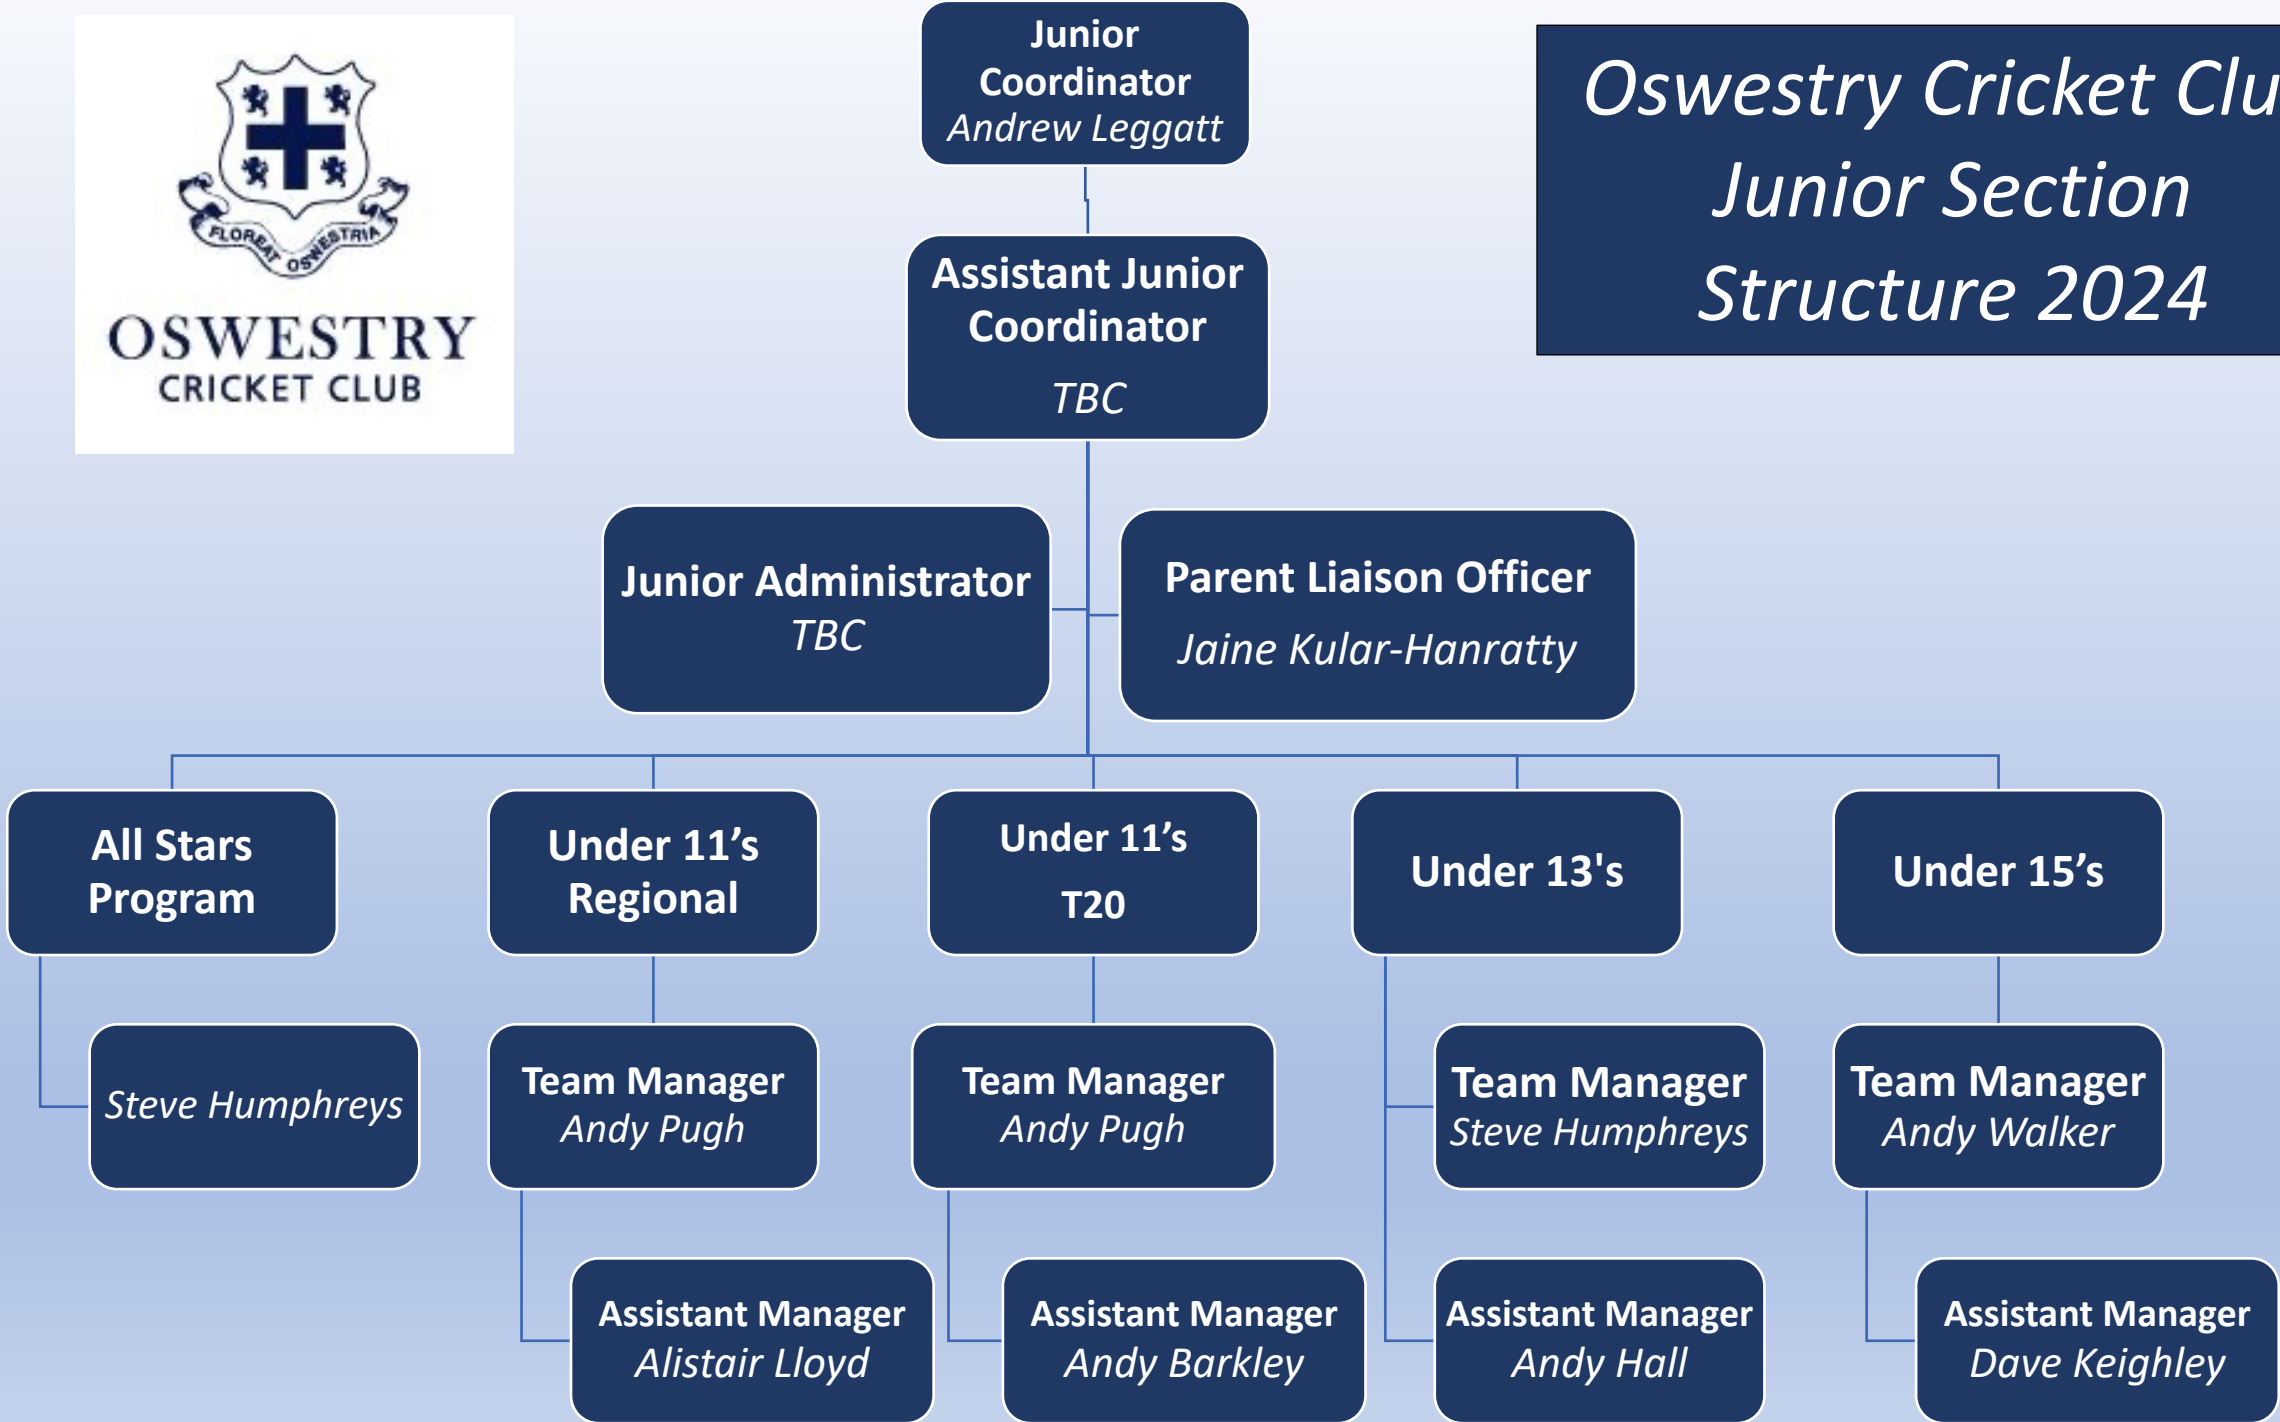 FLOREAT OSWESTRIA
OSWESTRY
CRICKET CLUB
Junior
Coordinator
Andrew Leggatt
Oswestry Cricket Clu
Junior Section
Structure 2024
Assistant Junior
Coordinator
TBC
Junior Administrator
TBC
Parent Liaison Officer
Jaine Kular-Hanratty
All Stars
Program
Under 11’s
Regional
Under 11’s
T20
Under 13's
Under 15’s
Steve Humphreys
Team Manager
Andy Pugh
Team Manager
Andy Pugh
Team Manager
Steve Humphreys
Team Manager
Andy Walker
Assistant Manager
Alistair Lloyd
Assistant Manager
Andy Barkley
Assistant Manager
Andy Hall
Assistant Manager
Dave Keighley